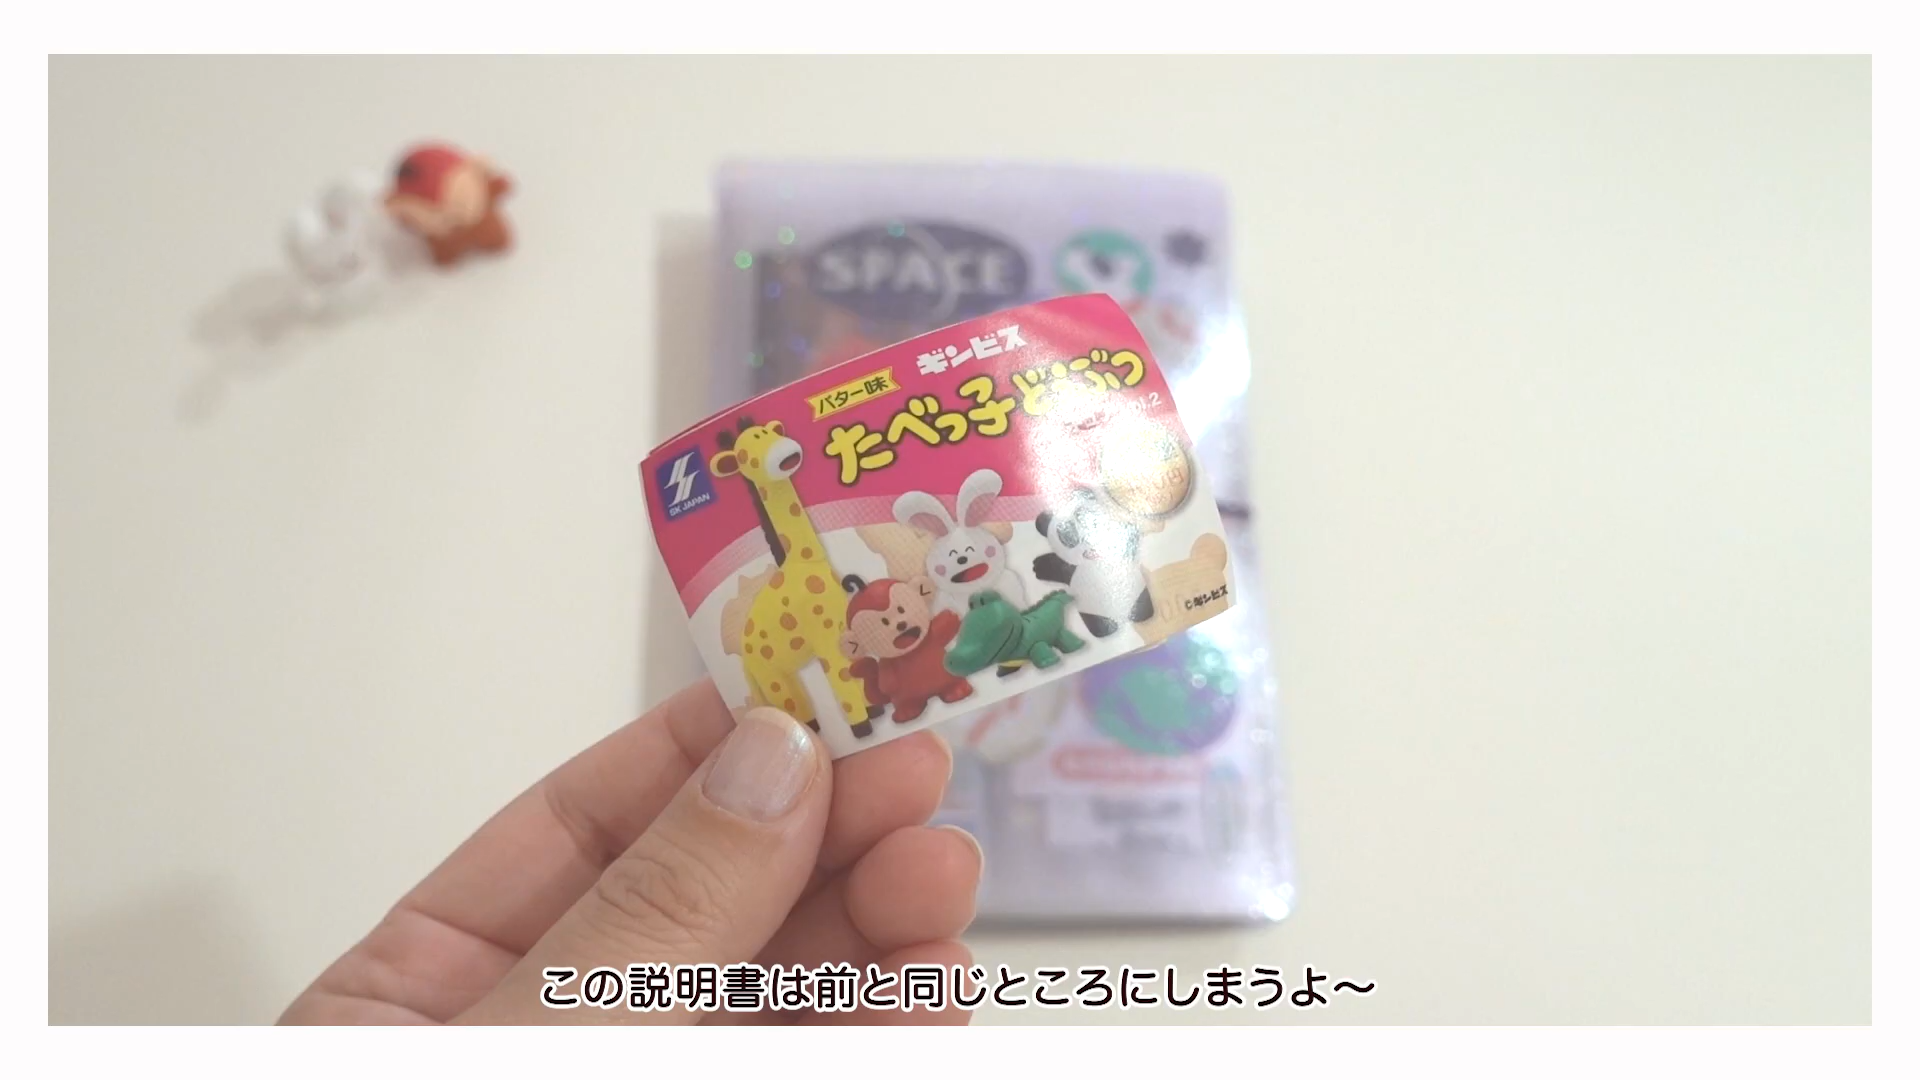 SPACE
ギンビス
バター味
たべっ子どうぶつ
SK JAPAN
©ギンビス
この説明書は前と同じところにしまうよ〜